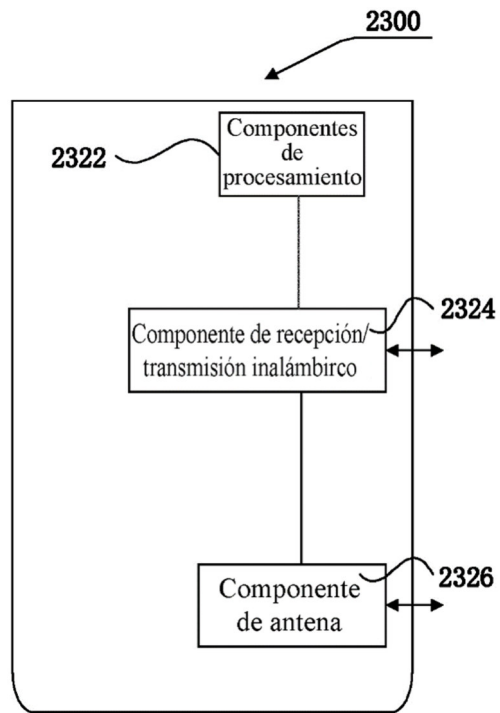 2300
Componentes
de
procesamiento
2322
Componente de recepción/
transmisión inalámbirco
2324
Componente
de antena
2326